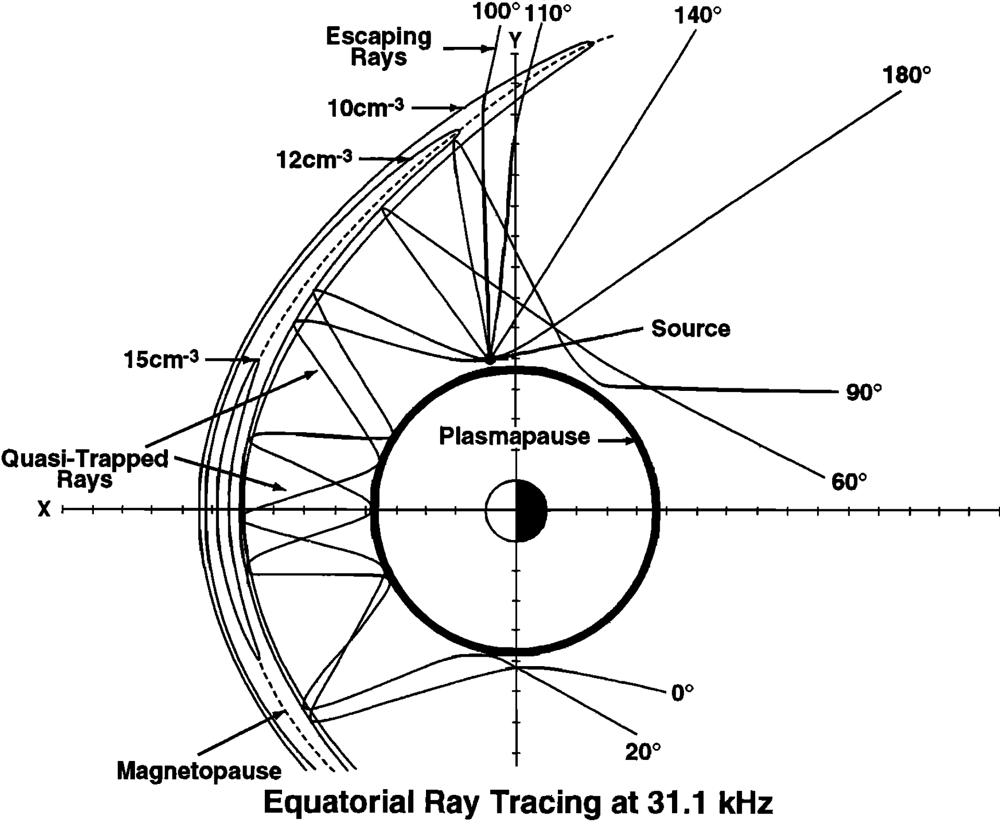 100° 110° 140°
Escaping
Rays
Y
180°
10cm-3
12cm-3
Source
15cm-3
90°
Plasmapause
Quasi-Trapped
Rays
60°
X
0°
20°
Magnetopause
Equatorial Ray Tracing at 31.1 kHz